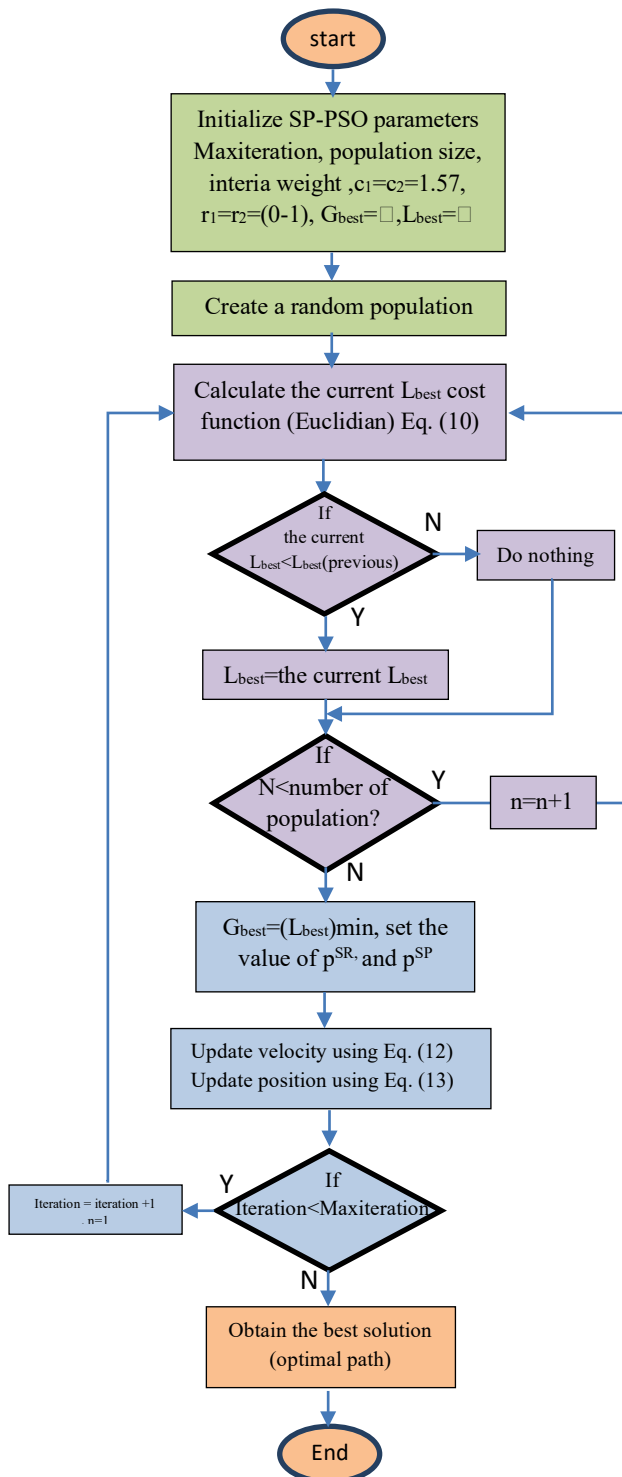 start
Initialize SP-PSO parameters
Maxiteration, population size,
interia weight ,c₁=c₂=1.57,
r₁=r₂=(0-1), Gbest=□,Lbest=□
Create a random population
Calculate the current Lbest cost
function (Euclidian) Eq. (10)
If
the current
Lbest<Lbest(previous)
N
Do nothing
Y
Lbest=the current Lbest
If
N<number of
population?
Y
n=n+1
N
Gbest=(Lbest)min, set the
value of pˢᴿ, and pˢᴾ
Update velocity using Eq. (12)
Update position using Eq. (13)
If
Iteration<Maxiteration
Y
Iteration = iteration +1
, n=1
N
Obtain the best solution
(optimal path)
End